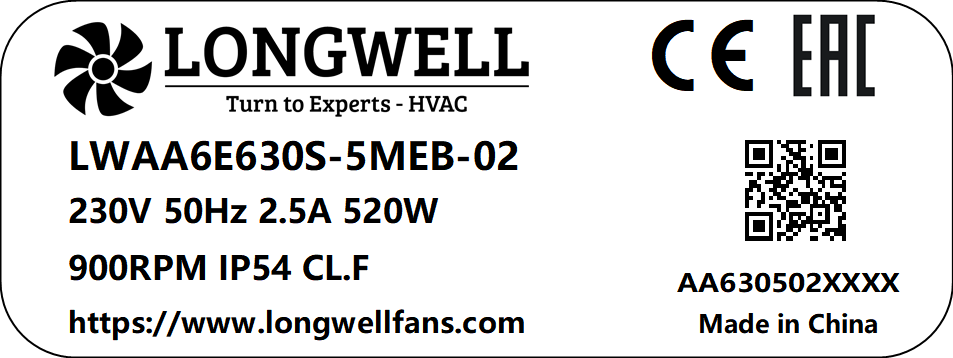 LONGWELL
Turn to Experts - HVAC
CE EAC
LWAA6E630S-5MEB-02
230V 50Hz 2.5A 520W
900RPM IP54 CL.F
https://www.longwellfans.com
AA630502XXXX
Made in China